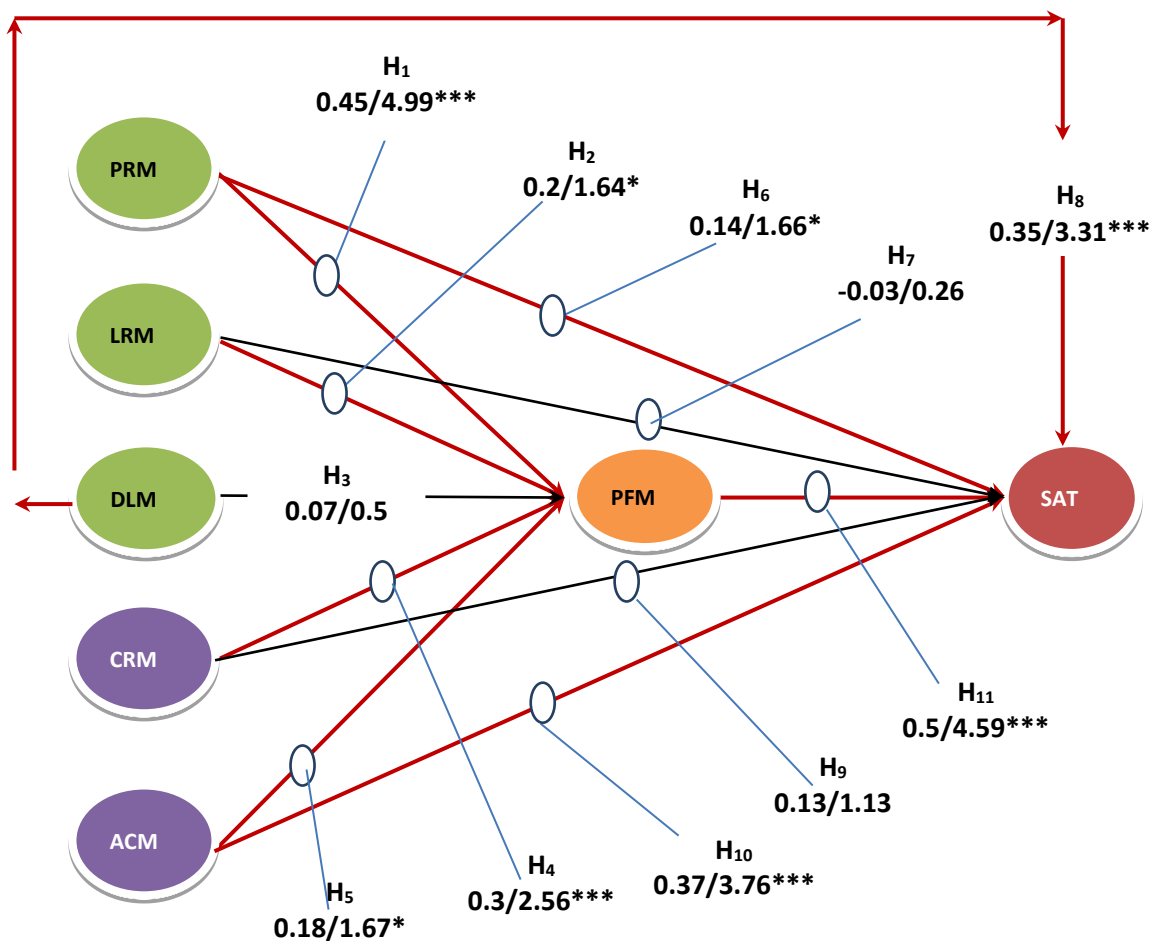 H₁
0.45/4.99***
H₂
0.2/1.64*
PRM
H₆
0.14/1.66*
H₈
0.35/3.31***
H₇
-0.03/0.26
LRM
H₃
0.07/0.5
DLM
PFM
SAT
CRM
H₁₁
0.5/4.59***
H₉
0.13/1.13
ACM
H₁₀
0.37/3.76***
H₄
0.3/2.56***
H₅
0.18/1.67*